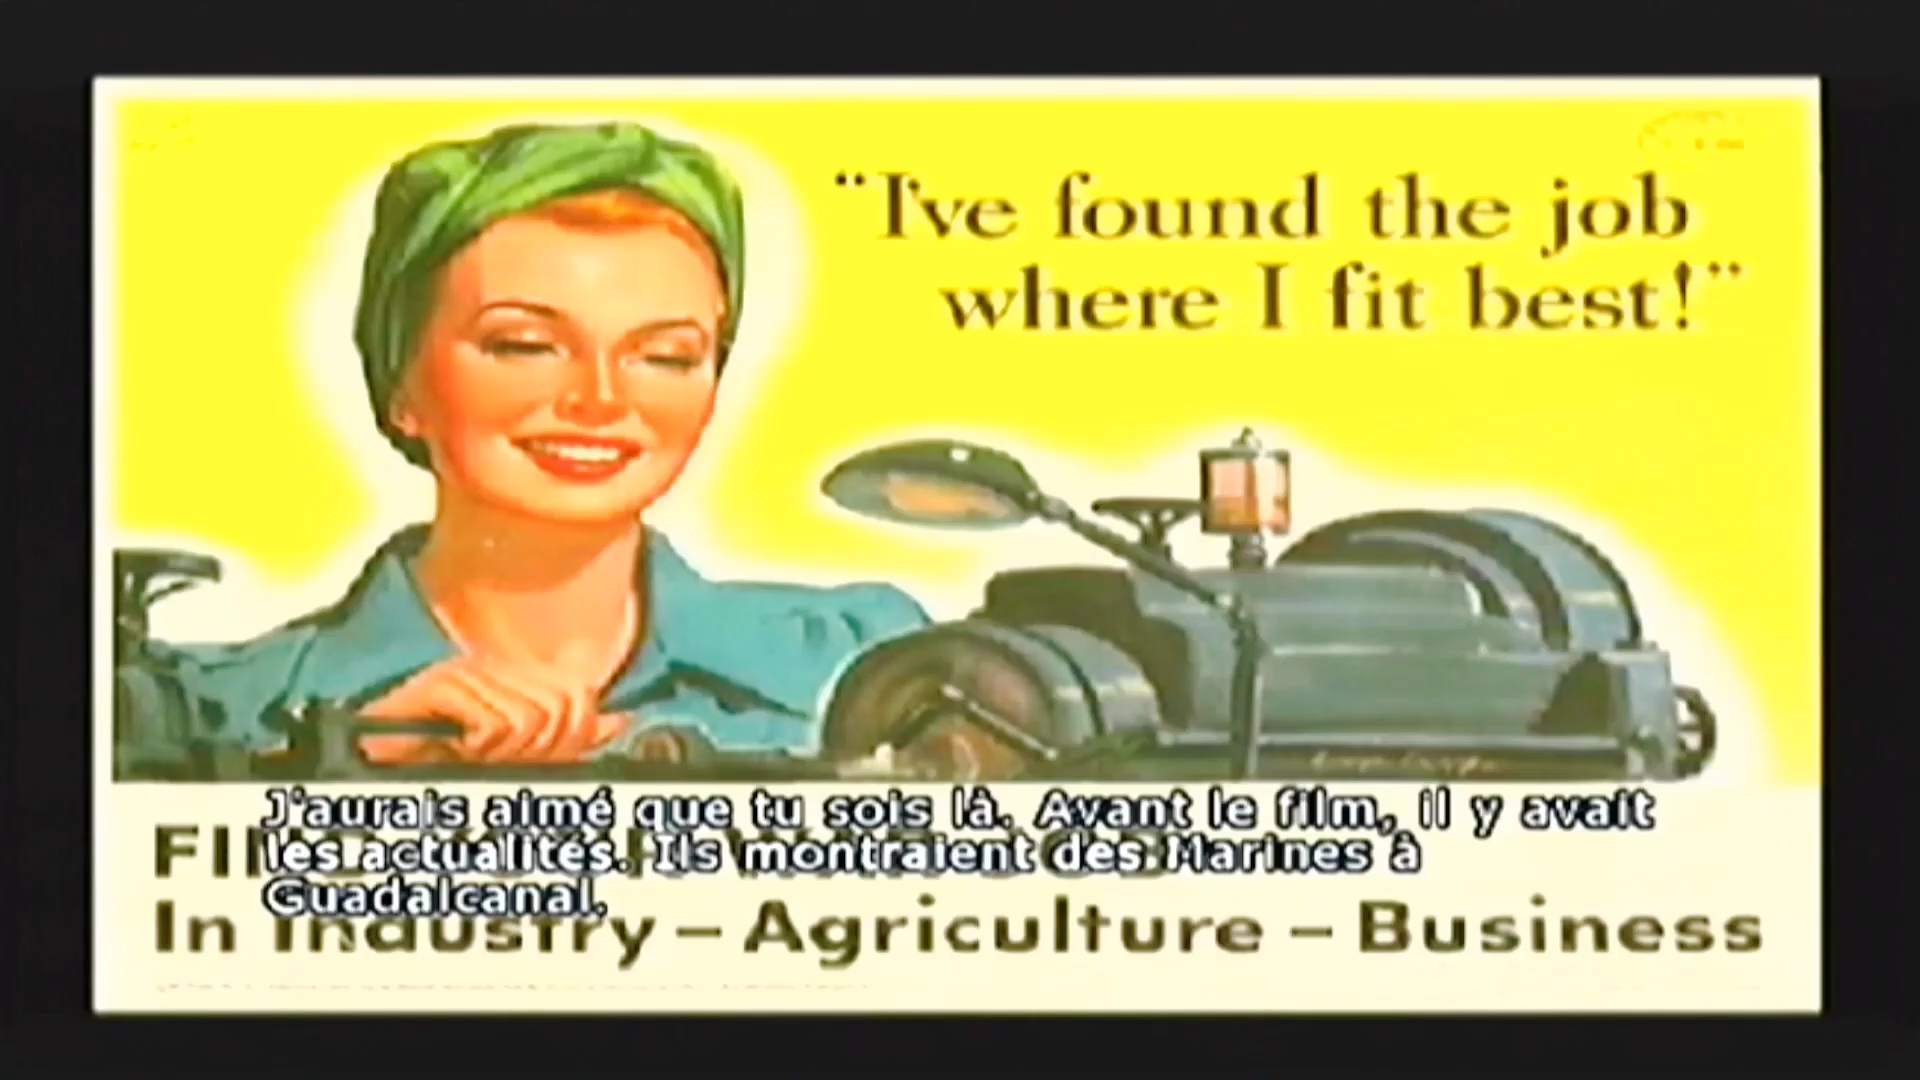 “I've found the job
where I fit best!”
J'aurais aimé que tu sois là. Avant le film, il y avait
les actualités. Ils montraient des Marines à
Guadalcanal.
In Industry – Agriculture – Business